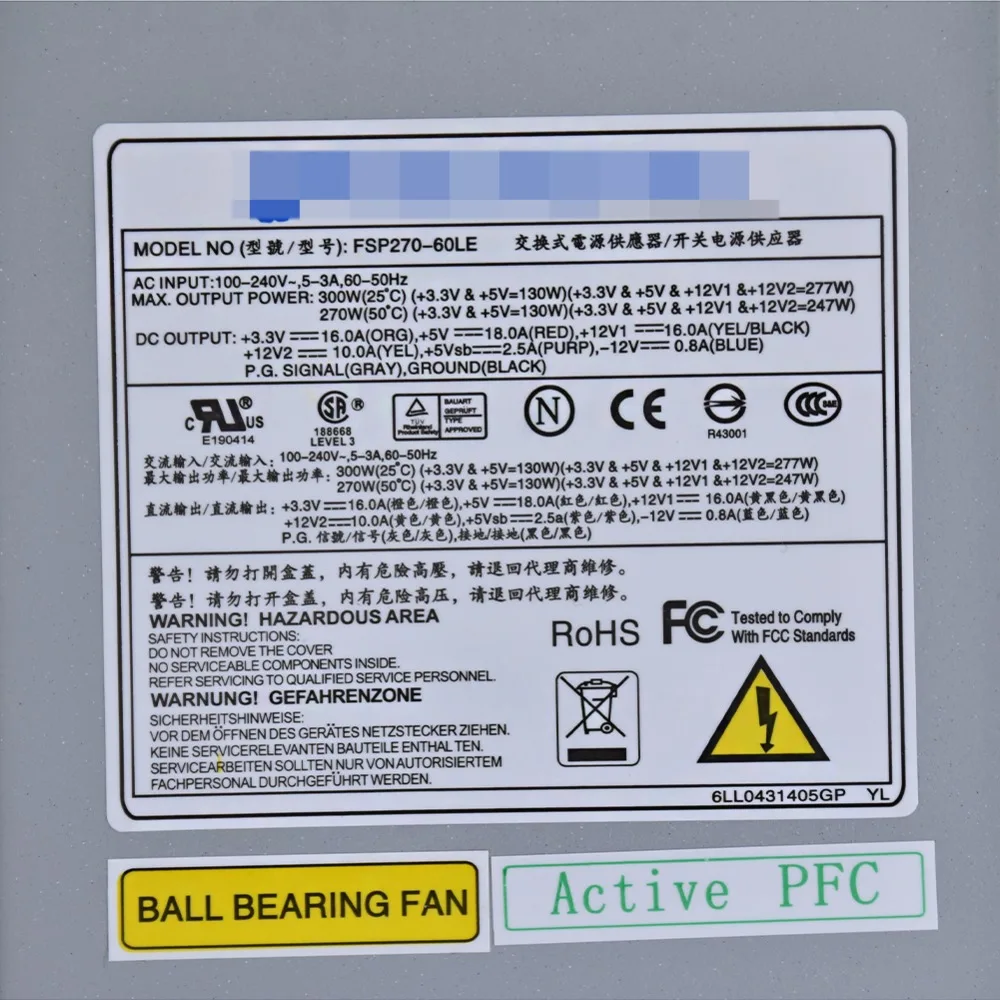 MODEL NO (型號/型号): FSP270-60LE 交換式電源供應器/开关电源供应器
AC INPUT:100-240V~,5-3A,60-50Hz
MAX. OUTPUT POWER: 300W(25°C) (+3.3V & +5V=130W)(+3.3V & +5V & +12V1 &+12V2=277W)
270W(50°C) (+3.3V & +5V=130W)(+3.3V & +5V & +12V1 &+12V2=247W)
DC OUTPUT: +3.3V ⎓16.0A(ORG),+5V ⎓18.0A(RED),+12V1 ⎓16.0A(YEL/BLACK)
+12V2 ⎓ 10.0A(YEL),+5Vsb⎓2.5A(PURP),-12V⎓ 0.8A(BLUE)
P.G. SIGNAL(GRAY),GROUND(BLACK)
c RU ® US
E190414
SA ®
188668
LEVEL 3
TÜV
Rheinland
Product Safety
BAUART
GEPRÜFT
TYPE
APPROVED
N
CE
R43001
CCC S&E
交流輸入/交流输入: 100-240V~,5-3A,60-50Hz
最大輸出功率/最大输出功率: 300W(25°C) (+3.3V & +5V=130W)(+3.3V & +5V & +12V1 &+12V2=277W)
270W(50°C) (+3.3V & +5V=130W)(+3.3V & +5V & +12V1 &+12V2=247W)
直流輸出/直流输出: +3.3V ⎓16.0A(橙色/橙色),+5V ⎓18.0A(紅色/红色),+12V1 ⎓ 16.0A(黃黑色/黄黑色)
+12V2⎓10.0A(黃色/黄色),+5Vsb ⎓2.5a(紫色/紫色),-12V ⎓ 0.8A(藍色/蓝色)
P.G. 信號/信号(灰色/灰色),接地/接地(黑色/黑色)
警告! 請勿打開盒蓋, 內有危險高壓, 請退回代理商維修。
警告! 请勿打开盒盖, 内有危险高压, 请退回代理商维修。
WARNING! HAZARDOUS AREA
SAFETY INSTRUCTIONS:
DO NOT REMOVE THE COVER
NO SERVICEABLE COMPONENTS INSIDE.
REFER SERVICING TO QUALIFIED SERVICE PERSONNEL.
WARNUNG! GEFAHRENZONE
SICHERHEITSHINWEISE:
VOR DEM ÖFFNEN DES GERÄTES NETZSTECKER ZIEHEN.
KEINE SERVICERELEVANTEN BAUTEILE ENTHAL TEN.
SERVICEARBEITEN SOLLTEN NUR VON AUTORISIERTEM
FACHPERSONAL DURCHGEFÜHRT WERDEN.
RoHS
FC Tested to Comply
With FCC Standards
6LL0431405GP YL
BALL BEARING FAN
Active PFC